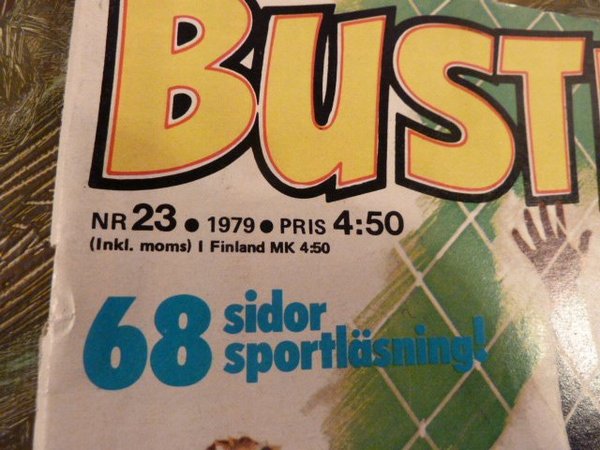 BUST
NR 23 • 1979 • PRIS 4:50
(Inkl. moms) I Finland MK 4:50
68 sidor
sportläsning!